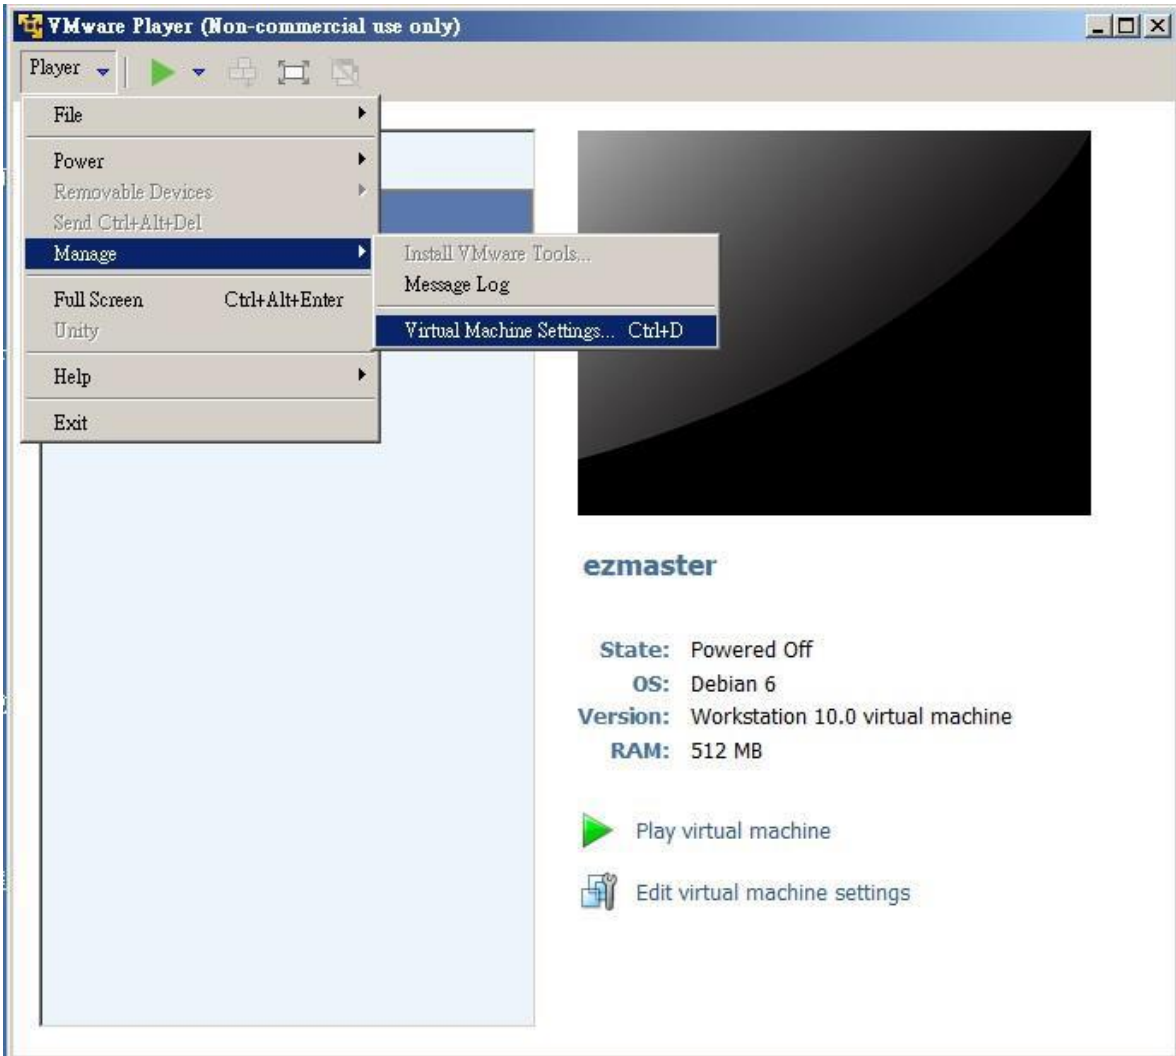 VMware Player (Non-commercial use only)
Player
File
Power
Removable Devices
Send Ctrl+Alt+Del
Manage
Install VMware Tools...
Message Log
Virtual Machine Settings... Ctrl+D
Full Screen Ctrl+Alt+Enter
Unity
Help
Exit
ezmaster
State: Powered Off
OS: Debian 6
Version: Workstation 10.0 virtual machine
RAM: 512 MB
Play virtual machine
Edit virtual machine settings